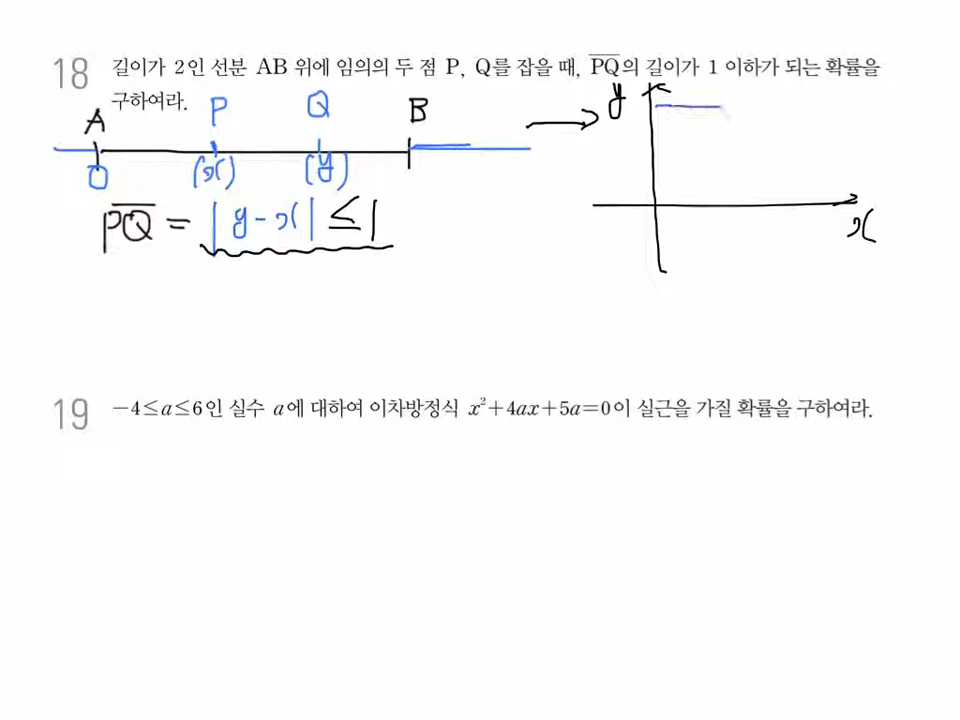 18 길이가 2인 선분 AB 위에 임의의 두 점 P, Q를 잡을 때, PQ의 길이가 1 이하가 되는 확률을
구하여라.
A P Q B
0 (x) (y)
PQ = |y-x| ≤ 1
y
x
19 -4≤a≤6인 실수 a에 대하여 이차방정식 x²+4ax+5a=0이 실근을 가질 확률을 구하여라.